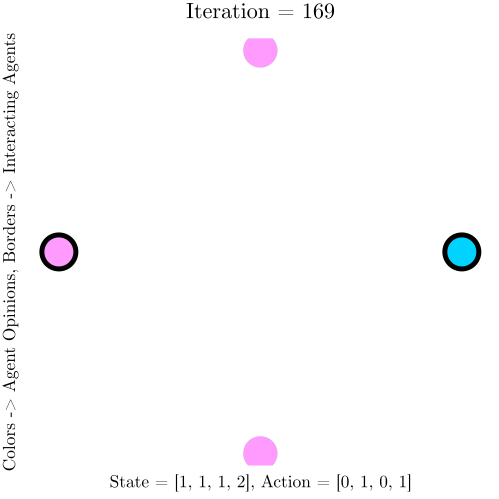 Iteration = 169
Colors -> Agent Opinions, Borders -> Interacting Agents
State = [1, 1, 1, 2], Action = [0, 1, 0, 1]